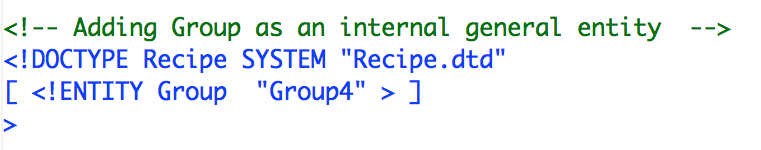 <!-- Adding Group as an internal general entity  -->
<!DOCTYPE Recipe SYSTEM "Recipe.dtd"
[ <!ENTITY Group  "Group4" > ]
>